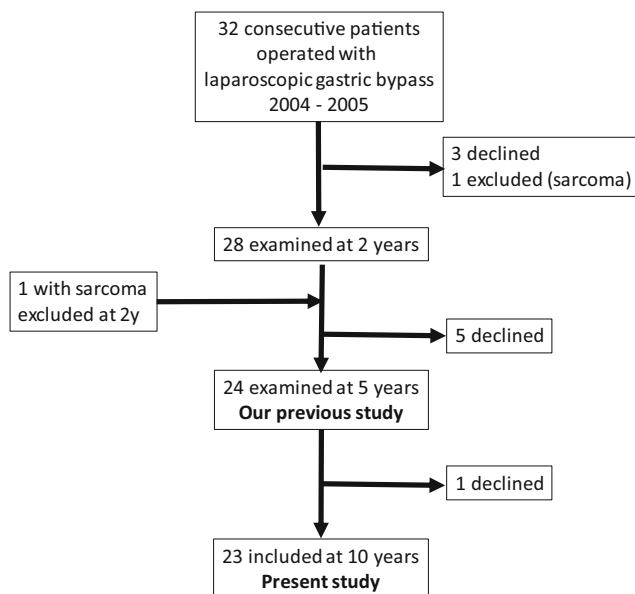 32 consecutive patients
operated with
laparoscopic gastric bypass
2004 - 2005
3 declined
1 excluded (sarcoma)
28 examined at 2 years
1 with sarcoma
excluded at 2y
5 declined
24 examined at 5 years
Our previous study
1 declined
23 included at 10 years
Present study